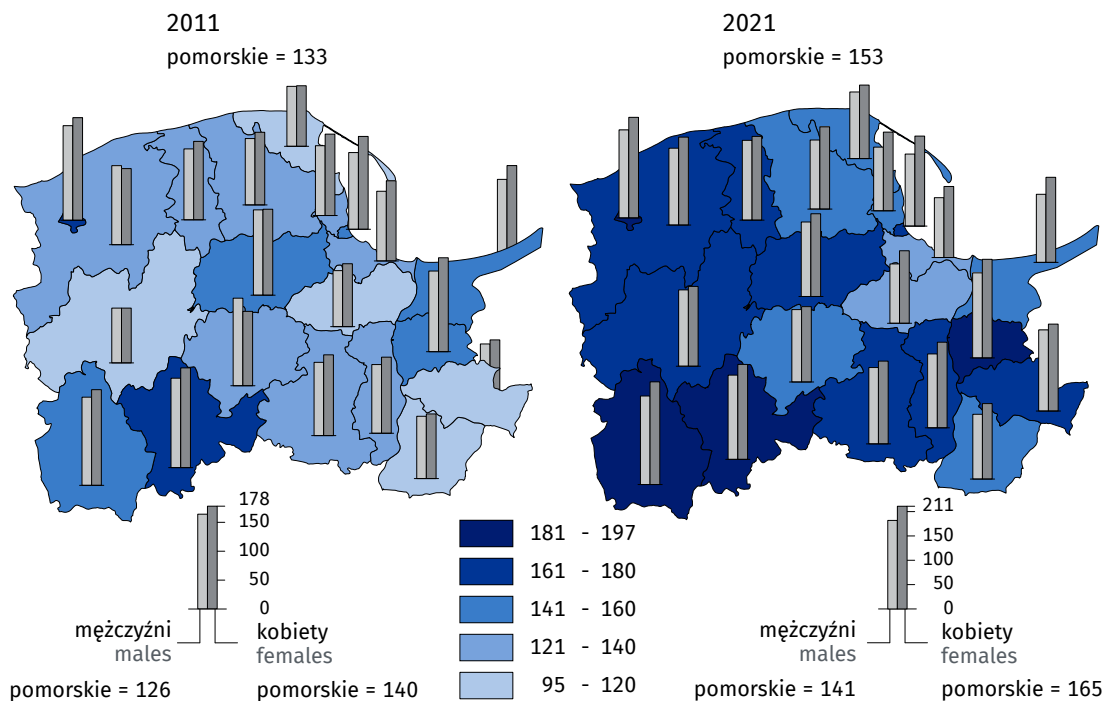 2011
pomorskie = 133
2021
pomorskie = 153
178
150
100
50
0
mężczyźni
males
kobiety
females
pomorskie = 126
pomorskie = 140
181 - 197
161 - 180
141 - 160
121 - 140
95 - 120
211
150
100
50
0
mężczyźni
males
kobiety
females
pomorskie = 141
pomorskie = 165